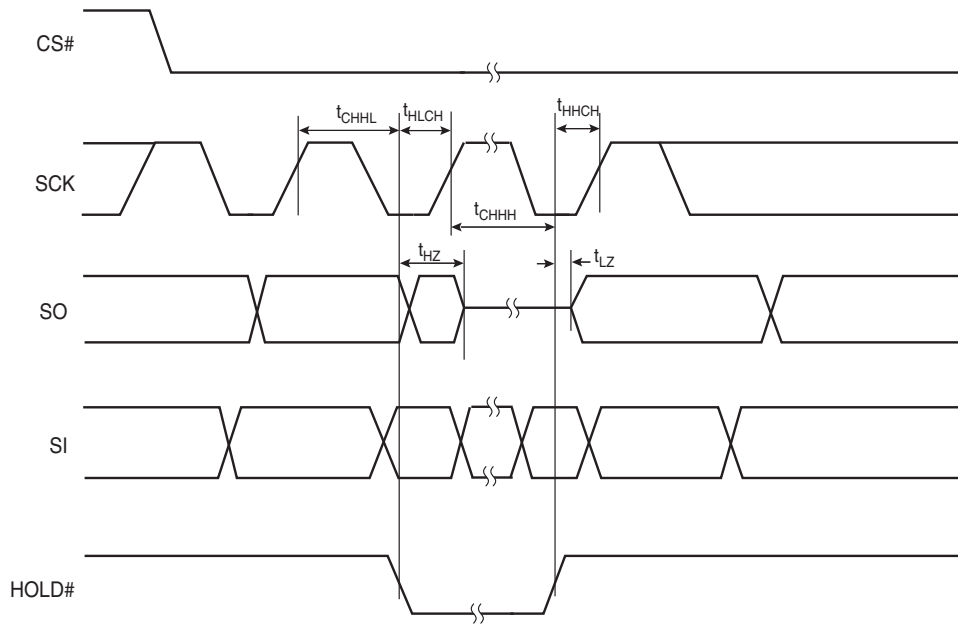 CS#
tCHHL
tHLCH
tHHCH
SCK
tCHHH
tHZ
tLZ
SO
SI
HOLD#